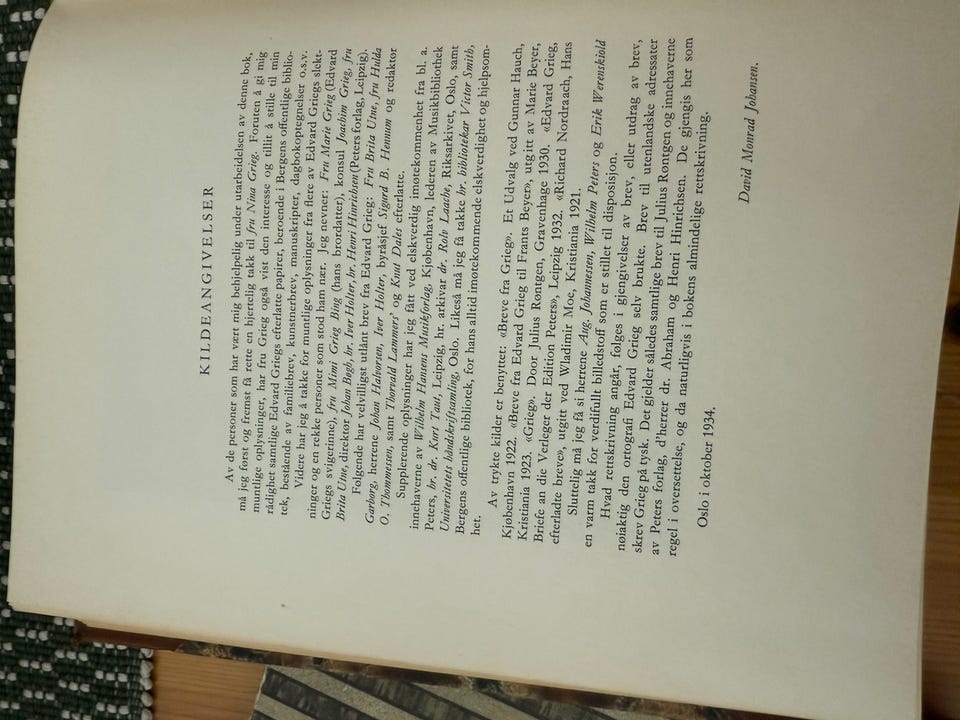 KILDEANGIVELSER
Av de personer som har vært mig behjelpelig under utarbeidelsen av denne bok,
må jeg først og fremst få rette en hjertelig takk til fru Nina Grieg. Foruten å gi mig
muntlige oplysninger, har fru Grieg også vist den interesse og tillit å stille til min
rådighet samtlige Edvard Griegs efterlatte papirer, beroende i Bergens offentlige biblio-
tek, bestående av familiebrev, kunstnerbrev, manuskripter, dagbokoptegnelser o.s.v.
Videre har jeg å takke for muntlige oplysninger fra flere av Edvard Griegs slekt-
ninger og en rekke personer som stod ham nær. Jeg nevner: Fru Marie Grieg (Edvard
Griegs svigerinne), fru Mimi Grieg Bing (hans brordatter), konsul Joachim Grieg, fru
Brita Utne, direktor Johan Bøgh, hr. Iver Holter, hr. Henri Hinrichsen (Peters forlag, Leipzig).
Følgende har velvilligst utlånt brev fra Edvard Grieg: Fru Brita Utne, fru Hulda
Garborg, herrene Johan Halvorsen, Iver Holter, byråsjef Sigurd B. Hennum og redaktør
O. Thommessen, samt Thorvald Lammers' og Knut Dales efterlatte.
Supplerende oplysninger har jeg fått ved elskverdig imøtekommenhet fra bl. a.
innehaverne av Wilhelm Hansens Musikforlag, Kjøbenhavn, lederen av Musikbibliothek
Peters, hr. dr. Kurt Taut, Leipzig, hr. arkivar dr. Rolv Laache, Riksarkivet, Oslo, samt
Universitetets håndskriftsamling, Oslo. Likeså må jeg få takke hr. bibliotekar Victor Smith,
Bergens offentlige bibliotek, for hans alltid imøtekommende elskverdighet og hjelpsom-
het.
Av trykte kilder er benyttet: «Breve fra Grieg». Et Udvalg ved Gunnar Hauch,
Kjøbenhavn 1922. «Breve fra Edvard Grieg til Frants Beyer», utgitt av Marie Beyer,
Kristiania 1923. «Grieg». Door Julius Røntgen, Gravenhage 1930. «Edvard Grieg,
Briefe an die Verleger der Edition Peters», Leipzig 1932. «Richard Nordraach, Hans
efterladte breve», utgitt ved Wladimir Moe, Kristiania 1921.
Sluttelig må jeg få si herrene Aug. Johannessen, Wilhelm Peters og Erik Werenskiold
en varm takk for verdifullt billedstoff som er stillet til disposisjon.
Hvad rettskrivning angår, følges i gjengivelser av brev, eller utdrag av brev,
nøiaktig den ortografi Edvard Grieg selv brukte. Brev til utenlandske adressater
skrev Grieg på tysk. Det gjelder således samtlige brev til Julius Røntgen og innehaverne
av Peters forlag, d'herrer dr. Abraham og Henri Hinrichsen. De gjengis her som
regel i oversettelse, og da naturligvis i bokens almindelige rettskrivning.
Oslo i oktober 1934.
David Monrad Johansen.